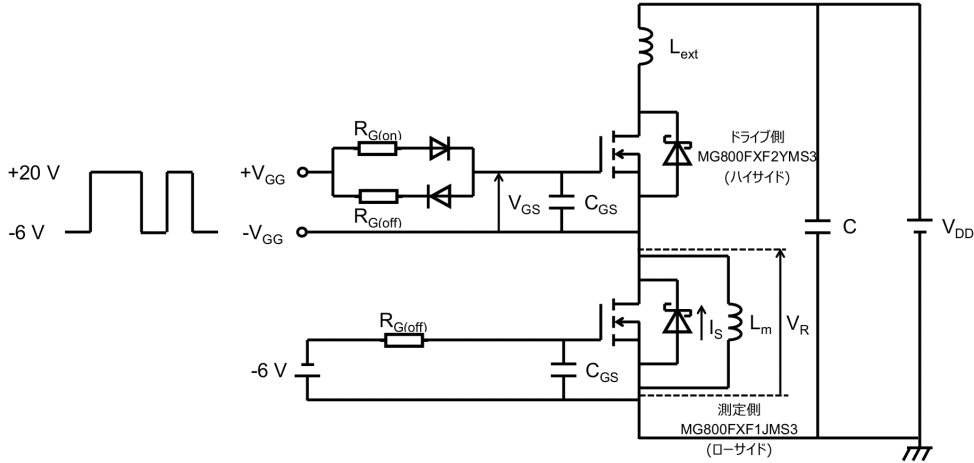 L_ext
ドライブ側
MG800FXF2YMS3
(ハイサイド)
R_G(on)
+20 V
+V_GG
-6 V
R_G(off)
-V_GG
V_GS
C_GS
C
V_DD
R_G(off)
I_S
L_m
V_R
-6 V
C_GS
測定側
MG800FXF1JMS3
(ローサイド)